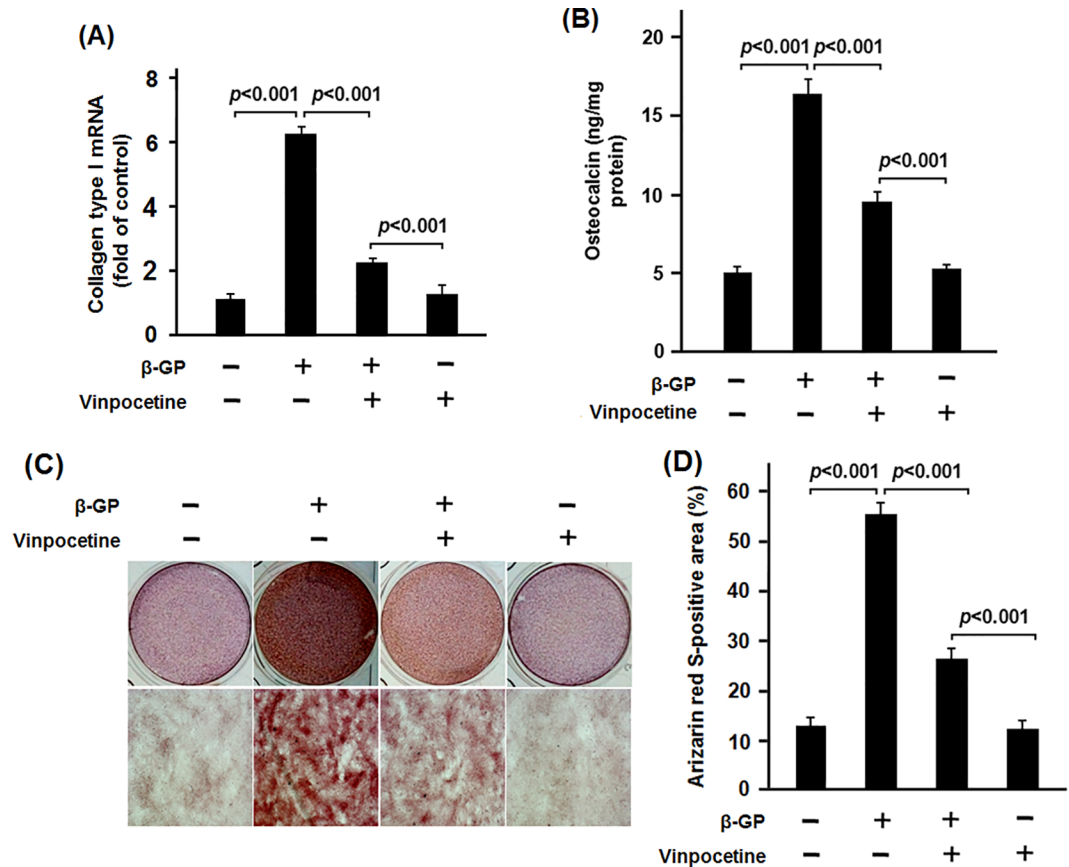 (A)
Collagen type I mRNA
(fold of control)
8
6
4
2
0
p<0.001 p<0.001
p<0.001
β-GP − + + −
Vinpocetine − − + +
(B)
Osteocalcin (ng/mg
protein)
20
15
10
5
0
p<0.001 p<0.001
p<0.001
β-GP − + + −
Vinpocetine − − + +
(C)
β-GP − + + −
Vinpocetine − − + +
(D)
Arizarin red S-positive area (%)
60
50
40
30
20
10
0
p<0.001 p<0.001
p<0.001
β-GP − + + −
Vinpocetine − − + +